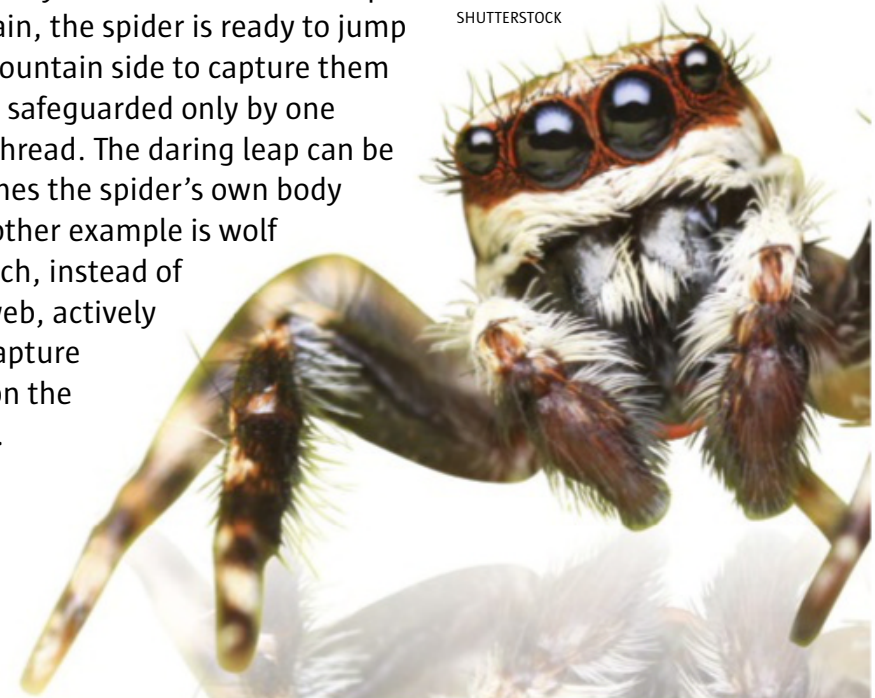 ain, the spider is ready to jump
ountain side to capture them
safeguarded only by one
hread. The daring leap can be
nes the spider's own body
other example is wolf
ch, instead of
eb, actively
apture
on the
.
SHUTTERSTOCK